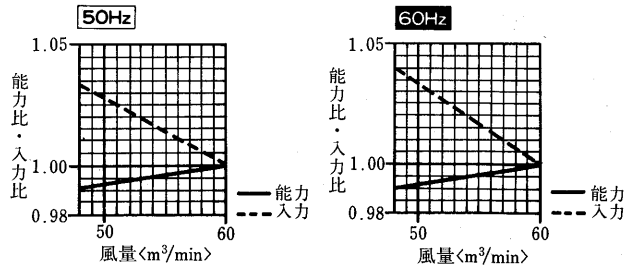 50Hz
1.05
能力比・入力比
1.00
0.98
50
60
風量<m³/min>
能力
入力
60Hz
1.05
能力比・入力比
1.00
0.98
50
60
風量<m³/min>
能力
入力